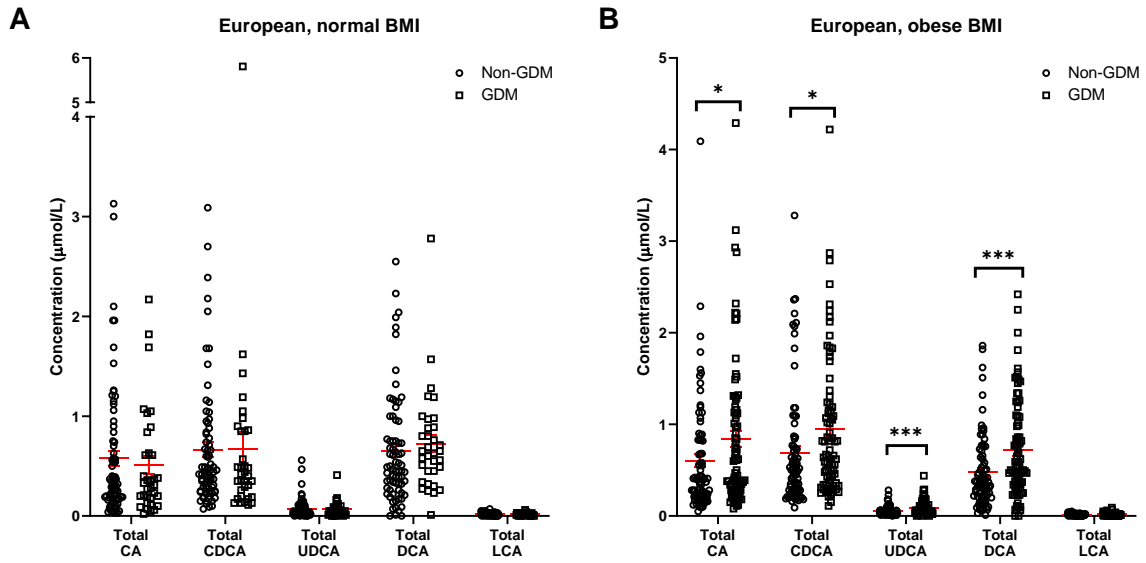 A
European, normal BMI
Non-GDM
GDM
Concentration (µmol/L)
6
5
4
3
2
1
0
Total
CA
Total
CDCA
Total
UDCA
Total
DCA
Total
LCA
B
European, obese BMI
Non-GDM
GDM
Concentration (µmol/L)
5
4
3
2
1
0
*
*
***
***
Total
CA
Total
CDCA
Total
UDCA
Total
DCA
Total
LCA